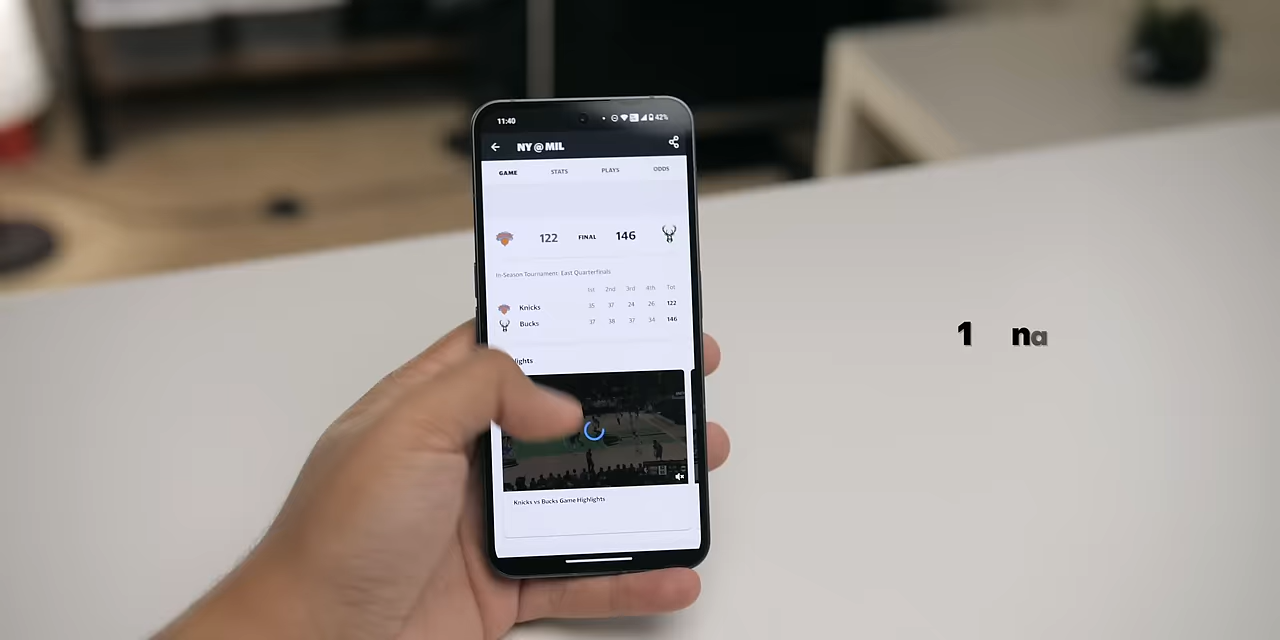 11:40
42%
NY @ MIL
GAME STATS PLAYS ODDS
122 FINAL 146
In-Season Tournament: East Quarterfinals
1st 2nd 3rd 4th Tot
Knicks 35 37 24 26 122
Bucks 37 38 37 34 146
lights
Knicks vs Bucks Game Highlights
1 na